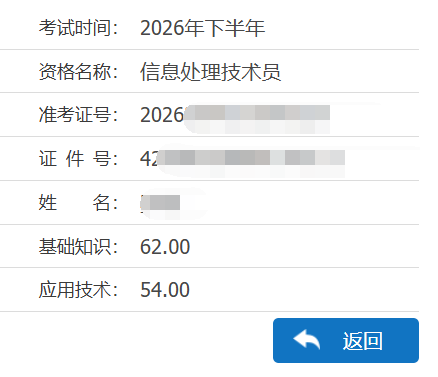 考试时间： 2026年下半年
资格名称： 信息处理技术员
准考证号： 2026
证 件 号： 42
姓 名：
基础知识： 62.00
应用技术： 54.00
返回